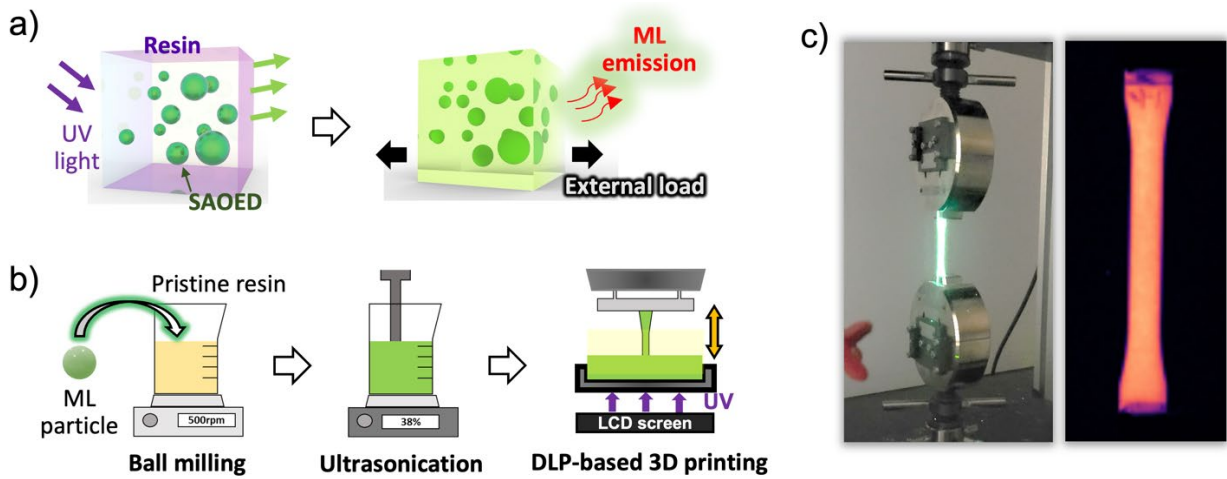 a)
Resin
UV
light
SAOED
ML
emission
External load
b)
Pristine resin
ML
particle
500rpm
Ball milling
38%
Ultrasonication
UV
LCD screen
DLP-based 3D printing
c)